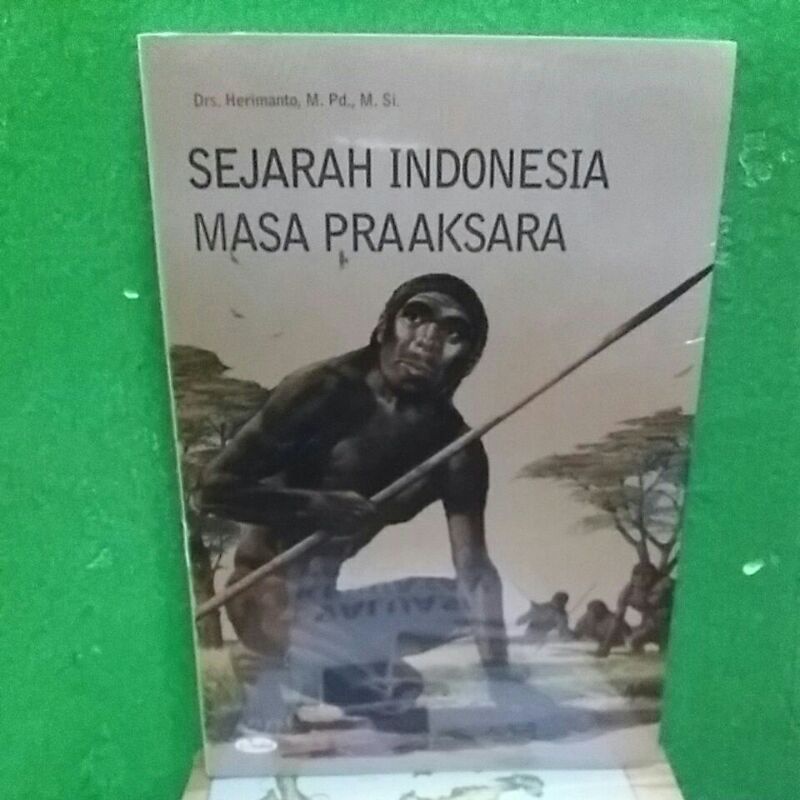 Drs. Herimanto, M. Pd., M. Si.
SEJARAH INDONESIA
MASA PRAAKSARA